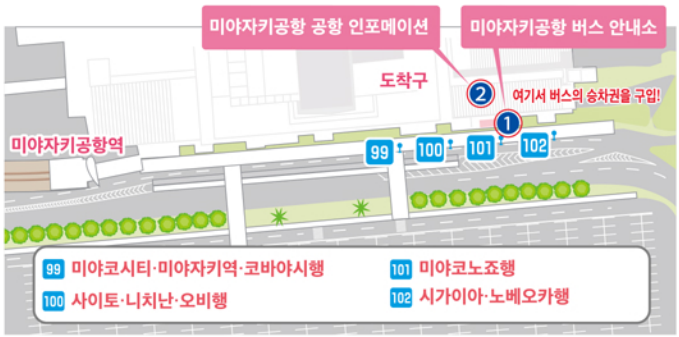 미야자키공항 공항 인포메이션
미야자키공항 버스 안내소
도착구
2
여기서 버스의 승차권을 구입!
1
미야자키공항역
99
100
101
102
99 미야코시티·미야자키역·코바야시행
101 미야코노죠행
100 사이토·니치난·오비행
102 시가이아·노베오카행